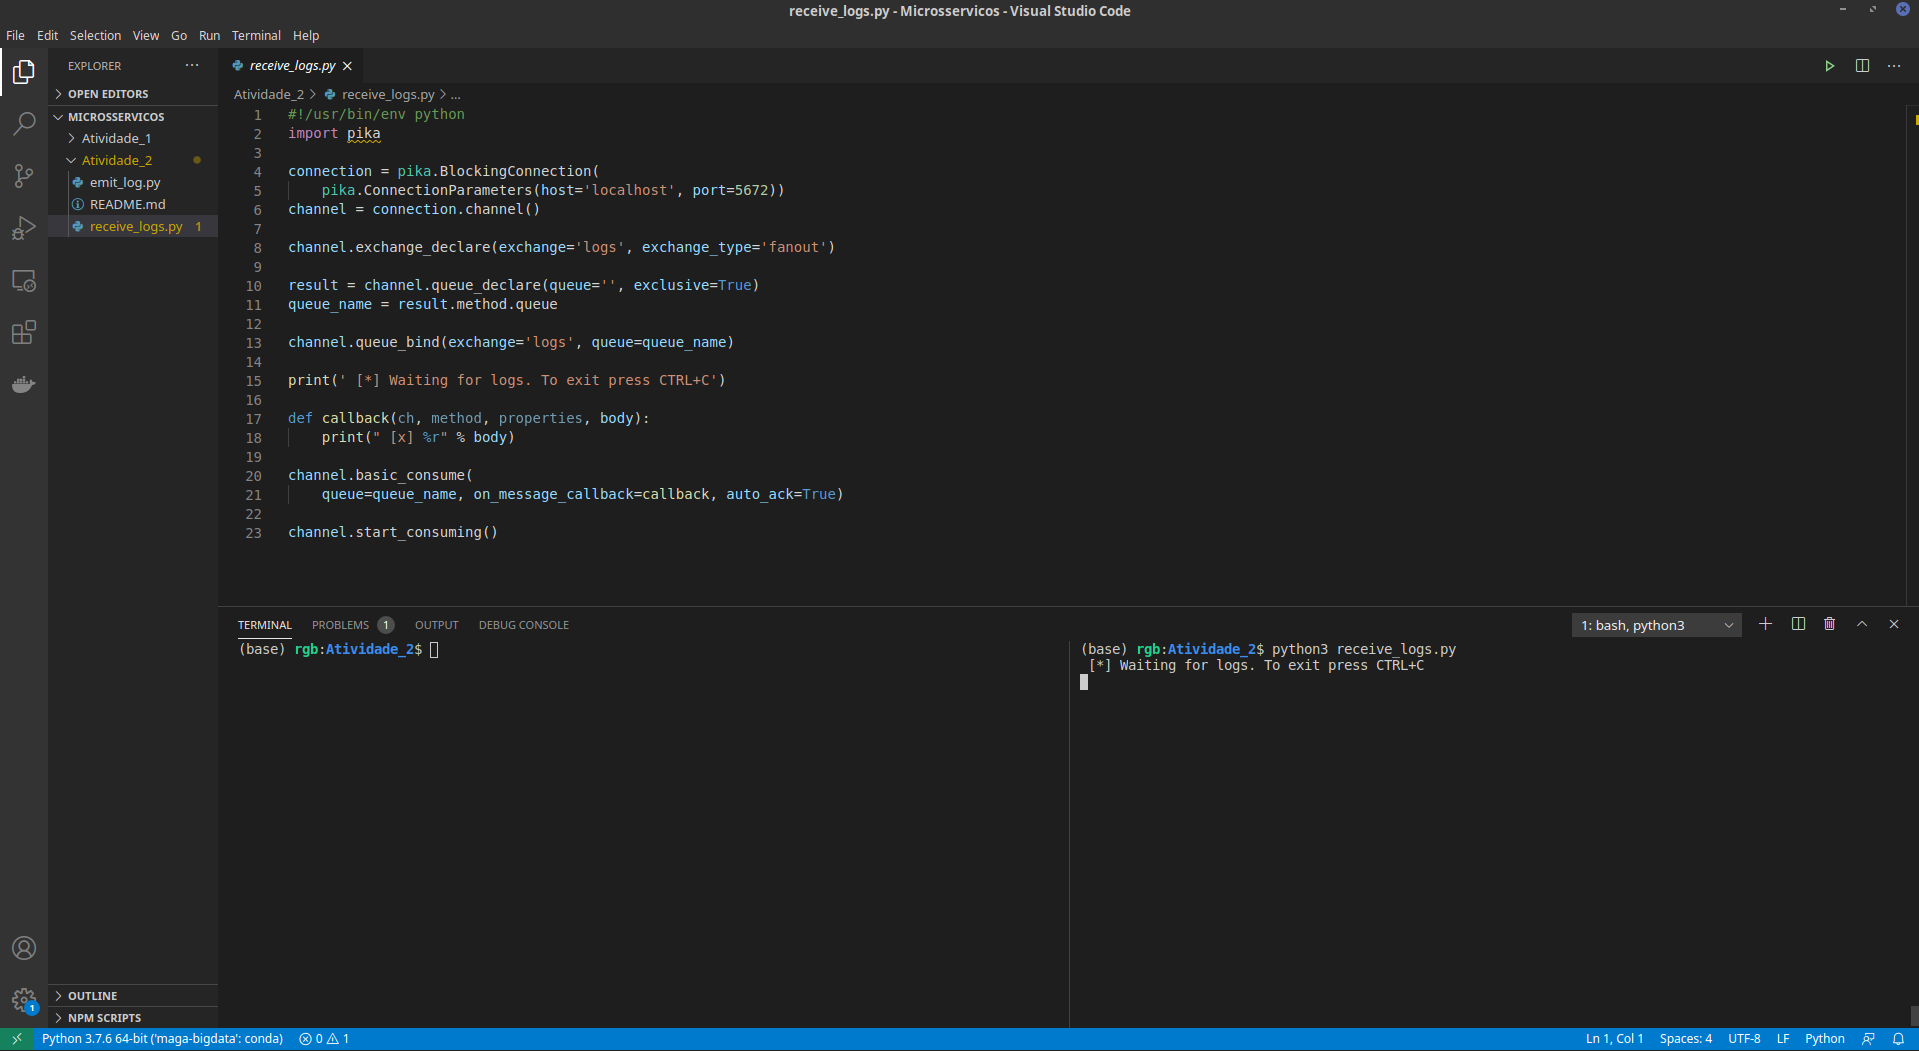 receive_logs.py - Microsservicos - Visual Studio Code
File Edit Selection View Go Run Terminal Help
EXPLORER
OPEN EDITORS
MICROSSERVICOS
Atividade_1
Atividade_2
emit_log.py
README.md
receive_logs.py 1
OUTLINE
NPM SCRIPTS
1
receive_logs.py
Atividade_2 > receive_logs.py > ...
1 #!/usr/bin/env python
2 import pika
3
4 connection = pika.BlockingConnection(
5     pika.ConnectionParameters(host='localhost', port=5672))
6 channel = connection.channel()
7
8 channel.exchange_declare(exchange='logs', exchange_type='fanout')
9
10 result = channel.queue_declare(queue='', exclusive=True)
11 queue_name = result.method.queue
12
13 channel.queue_bind(exchange='logs', queue=queue_name)
14
15 print(' [*] Waiting for logs. To exit press CTRL+C')
16
17 def callback(ch, method, properties, body):
18     print(" [x] %r" % body)
19
20 channel.basic_consume(
21     queue=queue_name, on_message_callback=callback, auto_ack=True)
22
23 channel.start_consuming()
TERMINAL PROBLEMS 1 OUTPUT DEBUG CONSOLE
1: bash, python3
(base) rgb:Atividade_2$
(base) rgb:Atividade_2$ python3 receive_logs.py
[*] Waiting for logs. To exit press CTRL+C
Python 3.7.6 64-bit ('maga-bigdata': conda) 0 1
Ln 1, Col 1 Spaces: 4 UTF-8 LF Python